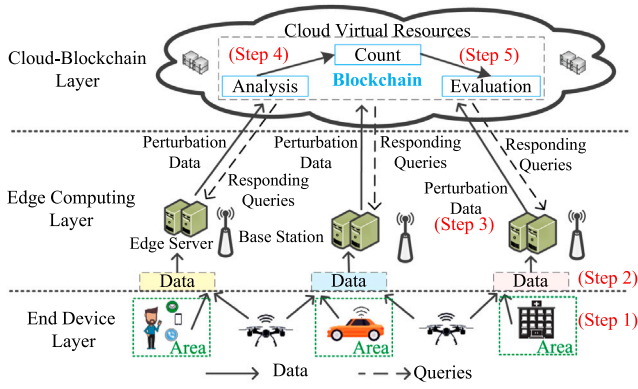 Cloud Virtual Resources
Cloud-Blockchain
Layer
(Step 4)
Count
(Step 5)
Analysis
Blockchain
Evaluation
Perturbation
Data
Responding
Queries
Perturbation
Data
Responding
Queries
Perturbation
Data
Responding
Queries
(Step 3)
Edge Computing
Layer
Edge Server
Base Station
Data
Data
Data
(Step 2)
End Device
Layer
Area
Area
Area
(Step 1)
Data
Queries